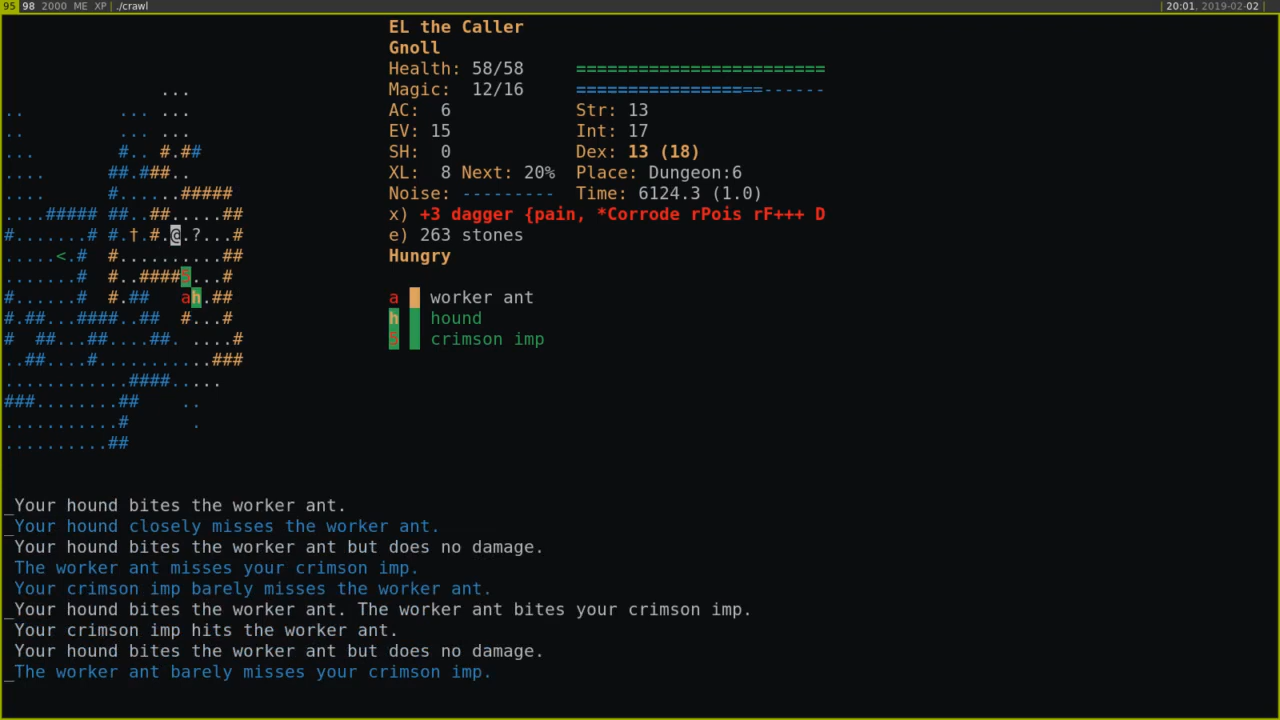 95 98 2000 ME XP | ./crawl | 20:01, 2019-02-02 |
EL the Caller
Gnoll
Health: 58/58 ========================
... Magic: 12/16 ==================------
.. ... ... AC: 6 Str: 13
.. ... ... EV: 15 Int: 17
... #.. #.## SH: 0 Dex: 13 (18)
.... ##.###.. XL: 8 Next: 20% Place: Dungeon:6
.... #......##### Noise: --------- Time: 6124.3 (1.0)
....##### ##..##.....## x) +3 dagger {pain, *Corrode rPois rF+++ D
#.......# #.†.#.@.?...# e) 263 stones
.....<.# #..........## Hungry
.......# #..####5...#
#......# #.## ah.## a worker ant
#.##...####..## #...# h hound
# ##...##....##. ....# 5 crimson imp
..##....#...........###
............####.....
###........## ..
...........# .
..........##
_Your hound bites the worker ant.
_Your hound closely misses the worker ant.
Your hound bites the worker ant but does no damage.
The worker ant misses your crimson imp.
Your crimson imp barely misses the worker ant.
_Your hound bites the worker ant. The worker ant bites your crimson imp.
Your crimson imp hits the worker ant.
Your hound bites the worker ant but does no damage.
_The worker ant barely misses your crimson imp.